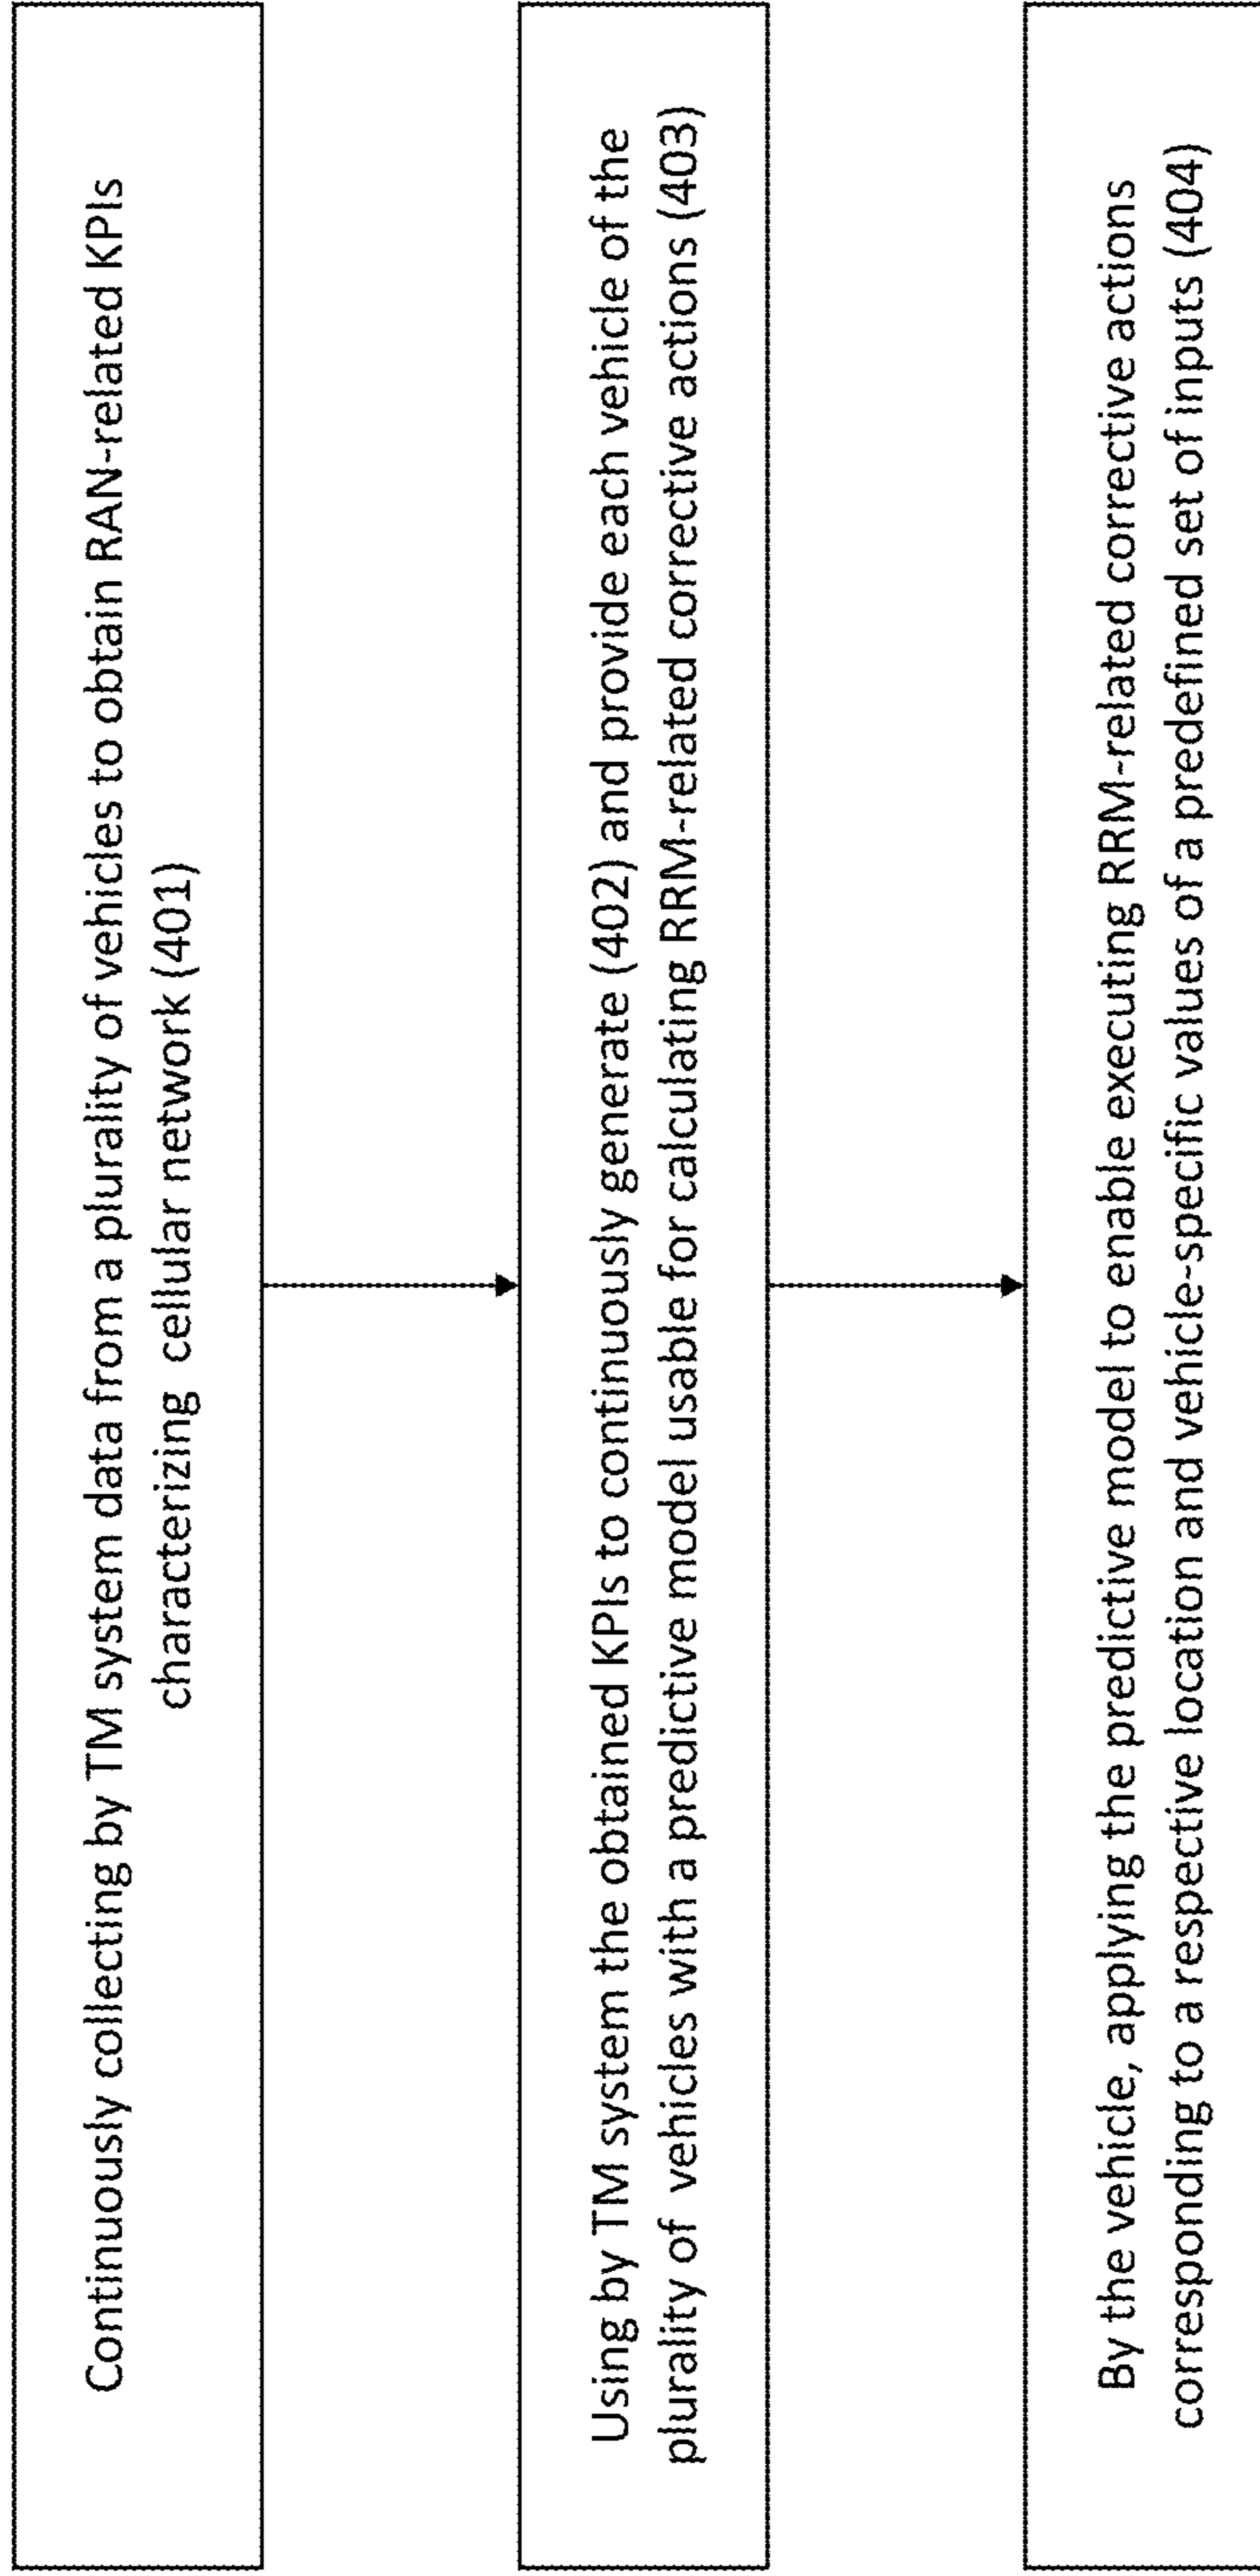 Continuously collecting by TM system data from a plurality of vehicles to obtain RAN-related KPIs
characterizing cellular network (401)
Using by TM system the obtained KPIs to continuously generate (402) and provide each vehicle of the
plurality of vehicles with a predictive model usable for calculating RRM-related corrective actions (403)
By the vehicle, applying the predictive model to enable executing RRM-related corrective actions
corresponding to a respective location and vehicle-specific values of a predefined set of inputs (404)